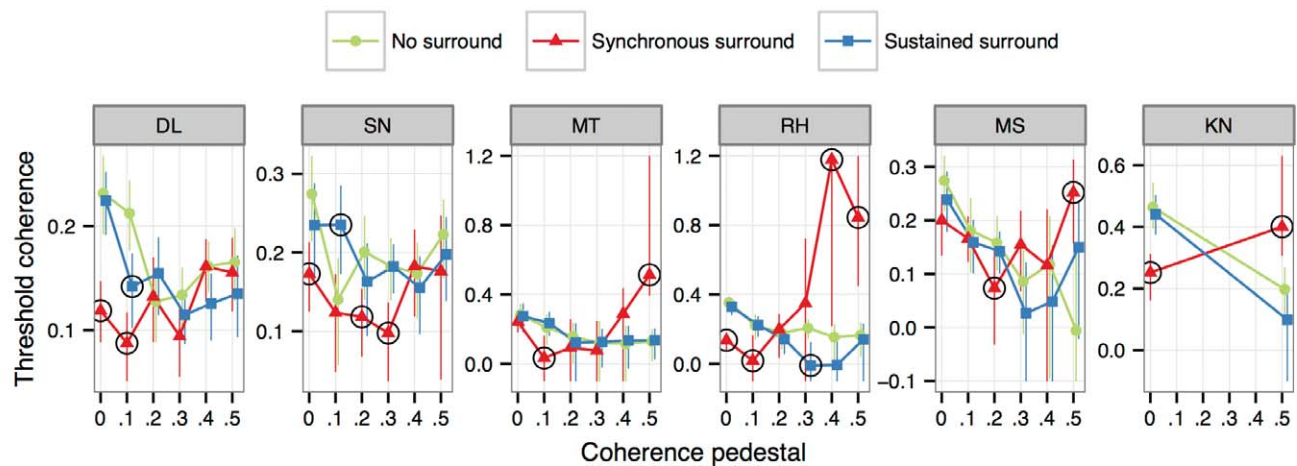 No surround Synchronous surround Sustained surround
DL SN MT RH MS KN
Threshold coherence
0.2
0.1
0 .1 .2 .3 .4 .5
0.3
0.2
0.1
0 .1 .2 .3 .4 .5
1.2
0.8
0.4
0.0
0 .1 .2 .3 .4 .5
1.2
0.8
0.4
0.0
0 .1 .2 .3 .4 .5
0.3
0.2
0.1
0.0
−0.1
0 .1 .2 .3 .4 .5
0.6
0.4
0.2
0.0
0 .1 .2 .3 .4 .5
Coherence pedestal